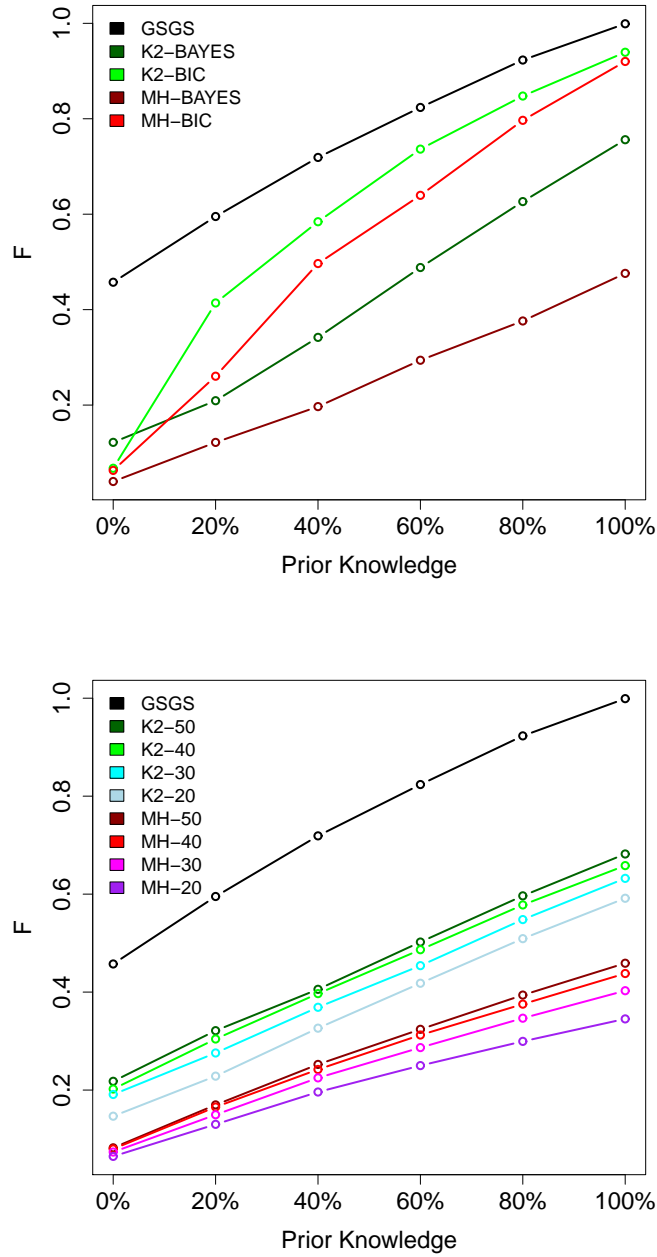 GSGS
K2−BAYES
K2−BIC
MH−BAYES
MH−BIC
1.0
0.8
0.6
0.4
0.2
F
0% 20% 40% 60% 80% 100%
Prior Knowledge
GSGS
K2−50
K2−40
K2−30
K2−20
MH−50
MH−40
MH−30
MH−20
1.0
0.8
0.6
0.4
0.2
F
0% 20% 40% 60% 80% 100%
Prior Knowledge